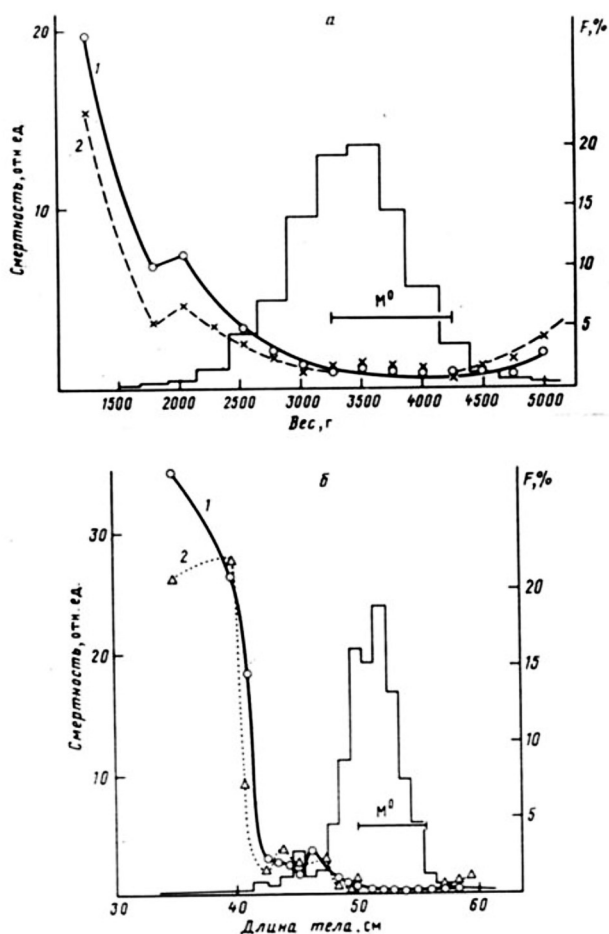 а
Смертность, отн ед.
20
10
1
2
F,%
20
15
10
5
М⁰
1500 2000 2500 3000 3500 4000 4500 5000
Вес, г
б
Смертность, отн. ед.
30
20
10
1
2
F,%
20
15
10
5
М⁰
30 40 50 60
Длина тела, см